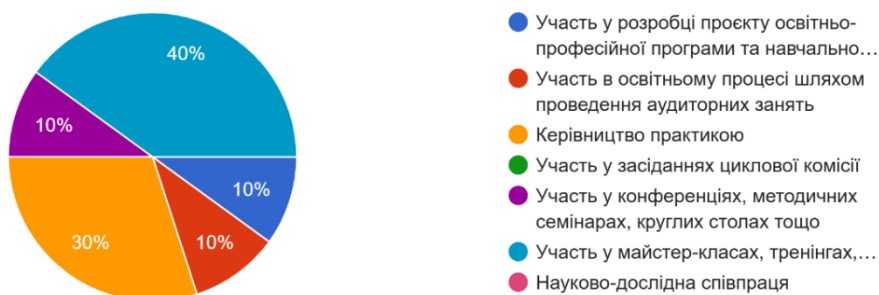 40%
10%
10%
30%
10%
Участь у розробці проєкту освітньо-
професійної програми та навчально…
Участь в освітньому процесі шляхом
проведення аудиторних занять
Керівництво практикою
Участь у засіданнях циклової комісії
Участь у конференціях, методичних
семінарах, круглих столах тощо
Участь у майстер-класах, тренінгах,…
Науково-дослідна співпраця